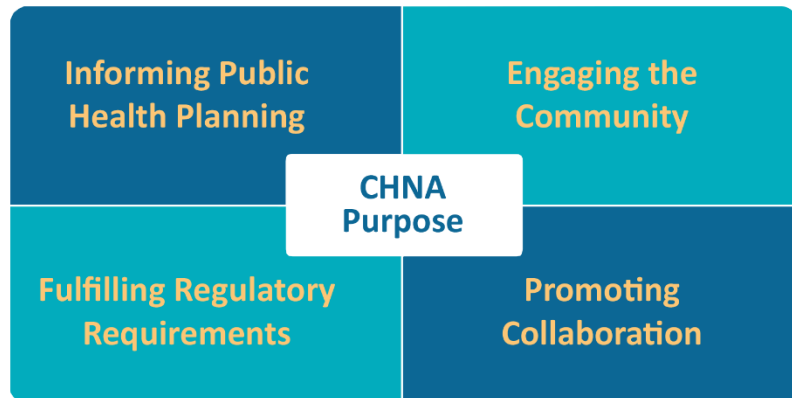 Informing Public
Health Planning
Engaging the
Community
CHNA
Purpose
Fulfilling Regulatory
Requirements
Promoting
Collaboration